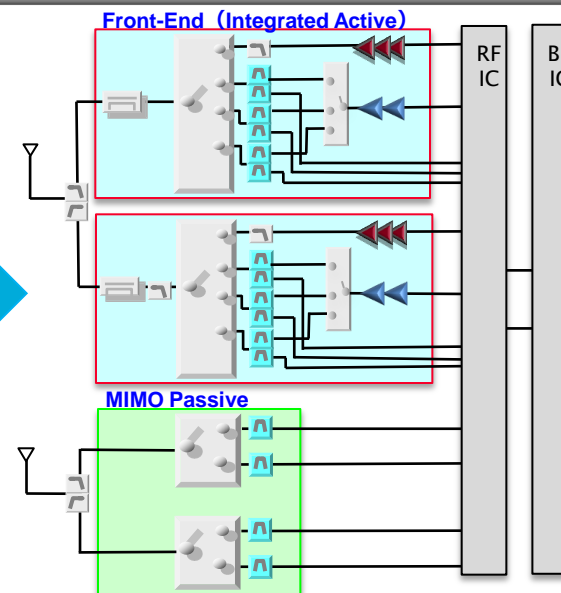 Front-End（Integrated Active）
RF
IC
MIMO Passive